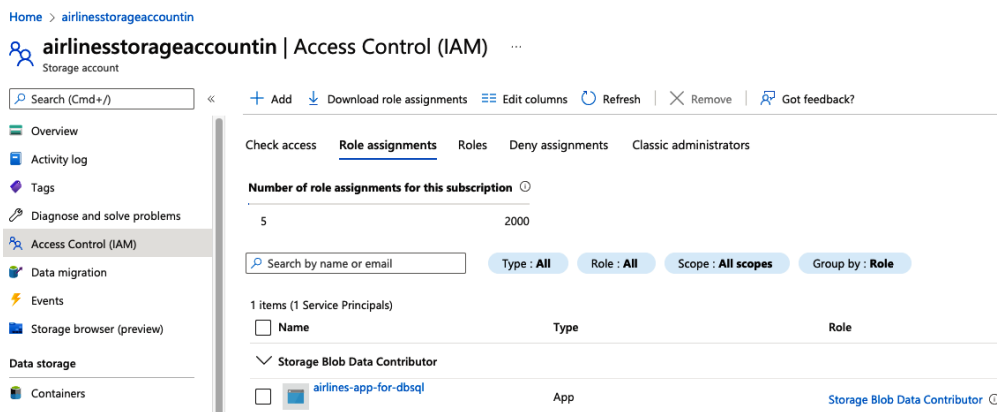 Home > airlinesstorageaccountin
airlinesstorageaccountin | Access Control (IAM) ...
Storage account
Search (Cmd+/)
«
Add
Download role assignments
Edit columns
Refresh
Remove
Got feedback?
Overview
Activity log
Tags
Diagnose and solve problems
Access Control (IAM)
Data migration
Events
Storage browser (preview)
Data storage
Containers
Check access
Role assignments
Roles
Deny assignments
Classic administrators
Number of role assignments for this subscription
5
2000
Search by name or email
Type : All
Role : All
Scope : All scopes
Group by : Role
1 items (1 Service Principals)
Name
Type
Role
Storage Blob Data Contributor
airlines-app-for-dbsql
App
Storage Blob Data Contributor